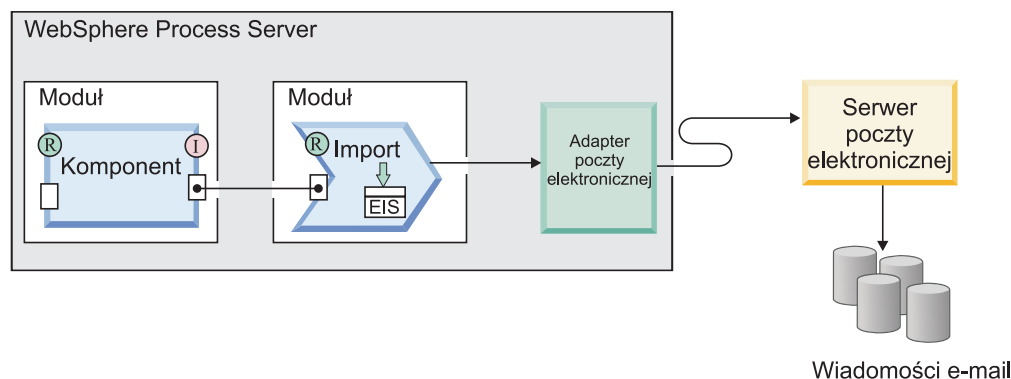 WebSphere Process Server
Moduł
R
I
Komponent
Moduł
R
Import
EIS
Adapter
poczty
elektronicznej
Serwer
poczty
elektronicznej
Wiadomości e-mail